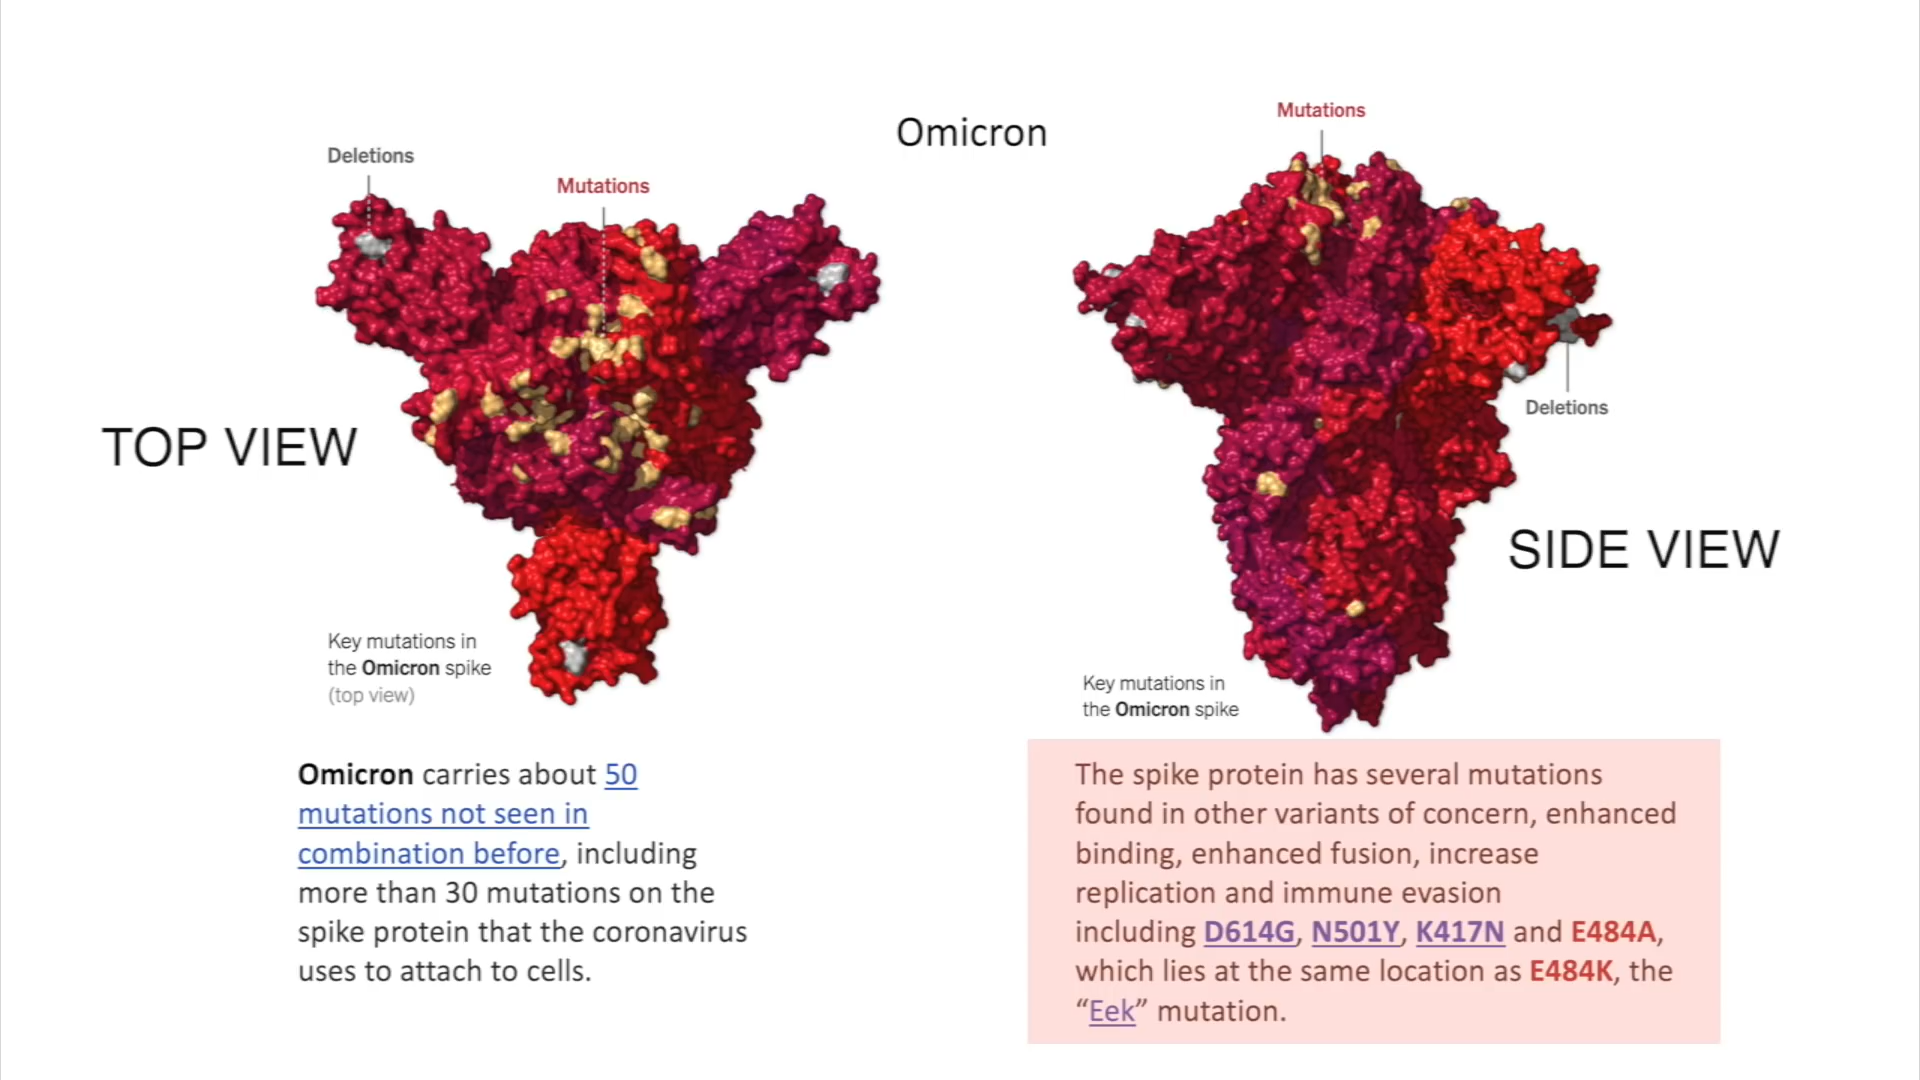 Omicron
Deletions
Mutations
TOP VIEW
Key mutations in
the Omicron spike
(top view)
Omicron carries about 50
mutations not seen in
combination before, including
more than 30 mutations on the
spike protein that the coronavirus
uses to attach to cells.
Mutations
Deletions
SIDE VIEW
Key mutations in
the Omicron spike
The spike protein has several mutations
found in other variants of concern, enhanced
binding, enhanced fusion, increase
replication and immune evasion
including D614G, N501Y, K417N and E484A,
which lies at the same location as E484K, the
“Eek” mutation.